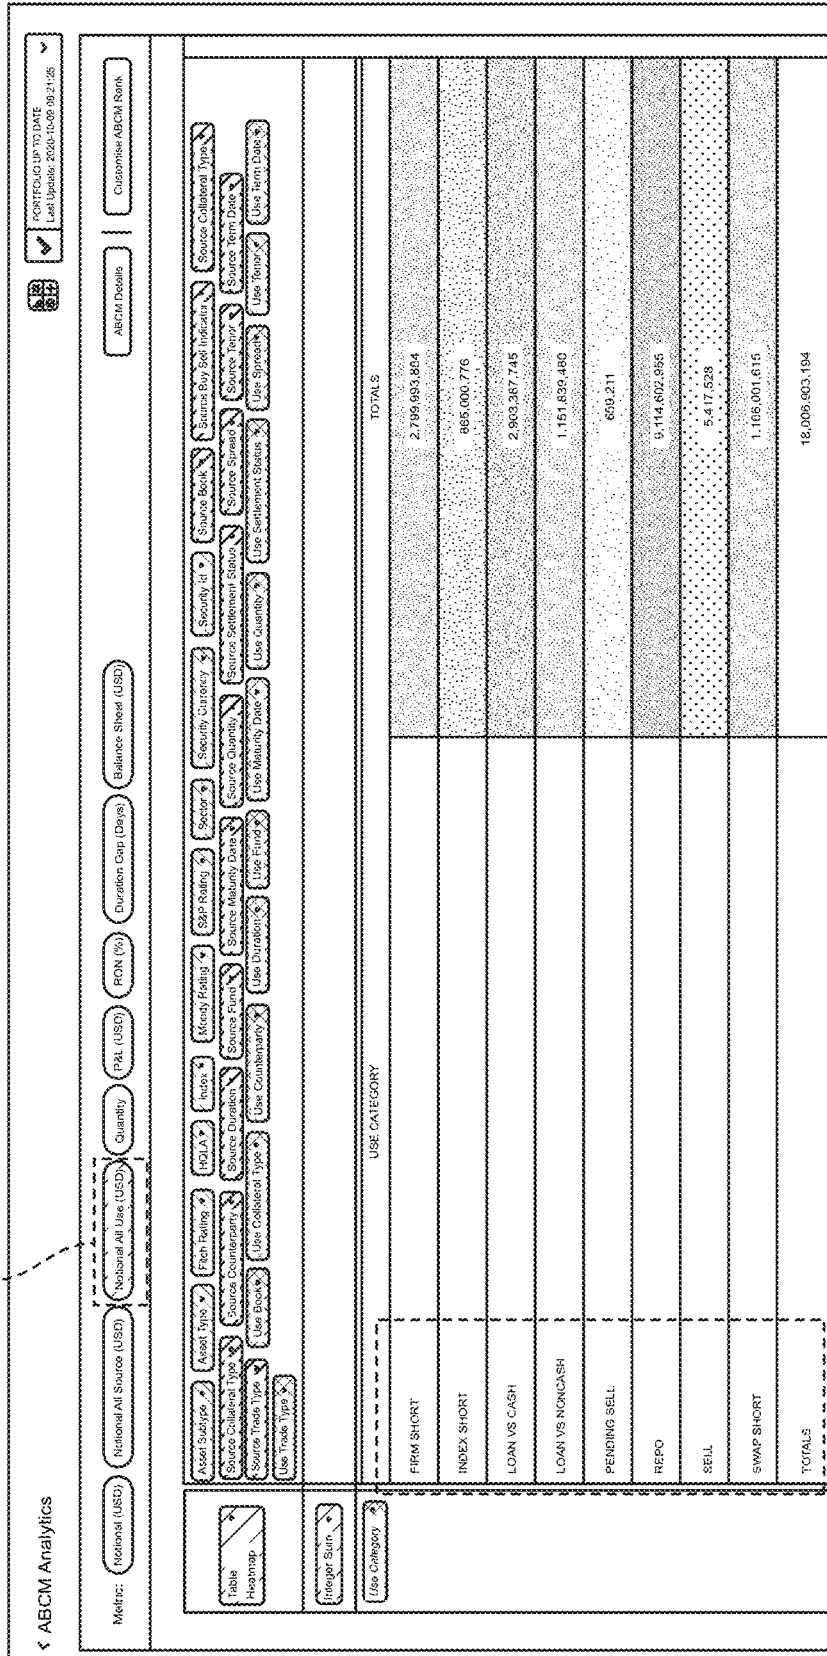 ABCM Analytics
PORTFOLIO UP TO DATE
Last Update: 2020-10-09 06:21:26
Metric:
Notional (USD)
Notional All Source (USD)
Notional All Use (USD)
Quantity
P&L (USD)
RON (%)
Duration Gap (Days)
Balance Sheet (USD)
ABCM Details
Customise ABCM Rank
Table
Heatmap
Asset Subtype
Asset Type
Fitch Rating
HQLA
Index
Moody Rating
S&P Rating
Sector
Security Currency
Security Id
Source Book
Source Buy Sell Indicator
Source Collateral Type
Source Collateral Type
Source Counterparty
Source Duration
Source Fund
Source Maturity Date
Source Quantity
Source Settlement Status
Source Spread
Source Tenor
Source Term Date
Source Trade Type
Use Book
Use Collateral Type
Use Counterparty
Use Duration
Use Fund
Use Maturity Date
Use Quantity
Use Settlement Status
Use Spread
Use Tenor
Use Term Date
Use Trade Type
Integer Sum
Use Category
USE CATEGORY TOTALS
FIRM SHORT 2,799,993,884
INDEX SHORT 865,000,776
LOAN VS CASH 2,903,387,745
LOAN VS NONCASH 1,151,839,480
PENDING SELL 659,211
REPO 9,114,602,955
SELL 5,417,528
SWAP SHORT 1,106,001,615
TOTALS 18,006,903,194